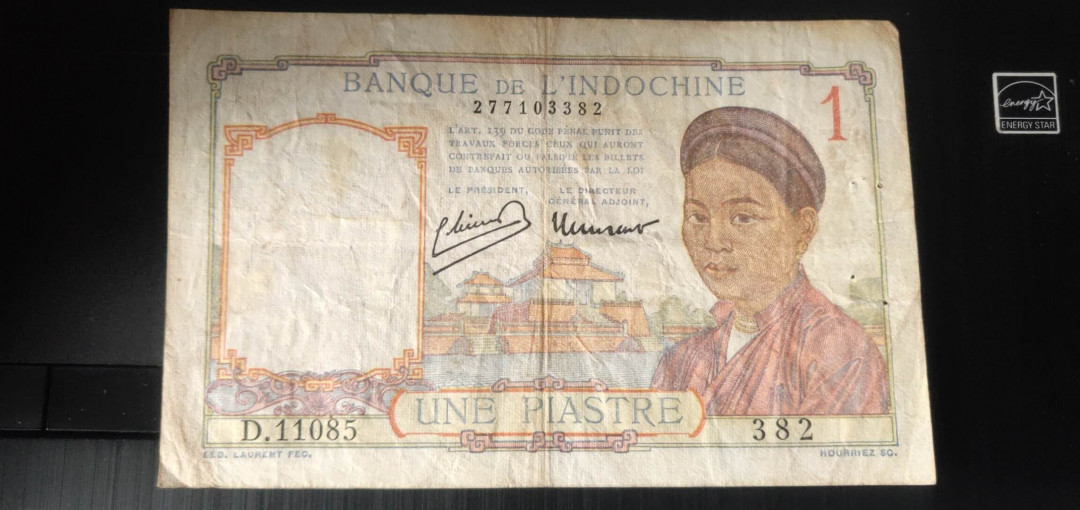 BANQUE DE L'INDOCHINE
277103382
1
L'ART. 139 DU CODE PÉNAL PUNIT DES
TRAVAUX FORCÉS CEUX QUI AURONT
CONTREFAIT OU FALSIFIÉ LES BILLETS
DE BANQUES AUTORISÉES PAR LA LOI
LE PRÉSIDENT,
LE DIRECTEUR
GÉNÉRAL ADJOINT,
UNE PIASTRE
D.11085
382
CLÉD. LAURENT FEC.
HOURRIEZ SC.
energy
ENERGY STAR